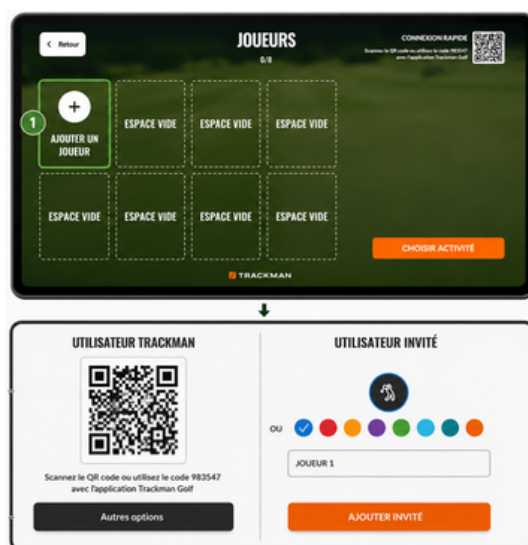 Retour
JOUEURS
0/8
CONNEXION RAPIDE
Scannez le QR code ou utilisez le code 983547
avec l'application Trackman Golf
1
AJOUTER UN
JOUEUR
ESPACE VIDE
ESPACE VIDE
ESPACE VIDE
ESPACE VIDE
ESPACE VIDE
ESPACE VIDE
ESPACE VIDE
CHOISIR ACTIVITÉ
TRACKMAN
UTILISATEUR TRACKMAN
Scannez le QR code ou utilisez le code 983547
avec l'application Trackman Golf
Autres options
UTILISATEUR INVITÉ
OU
JOUEUR 1
AJOUTER INVITÉ